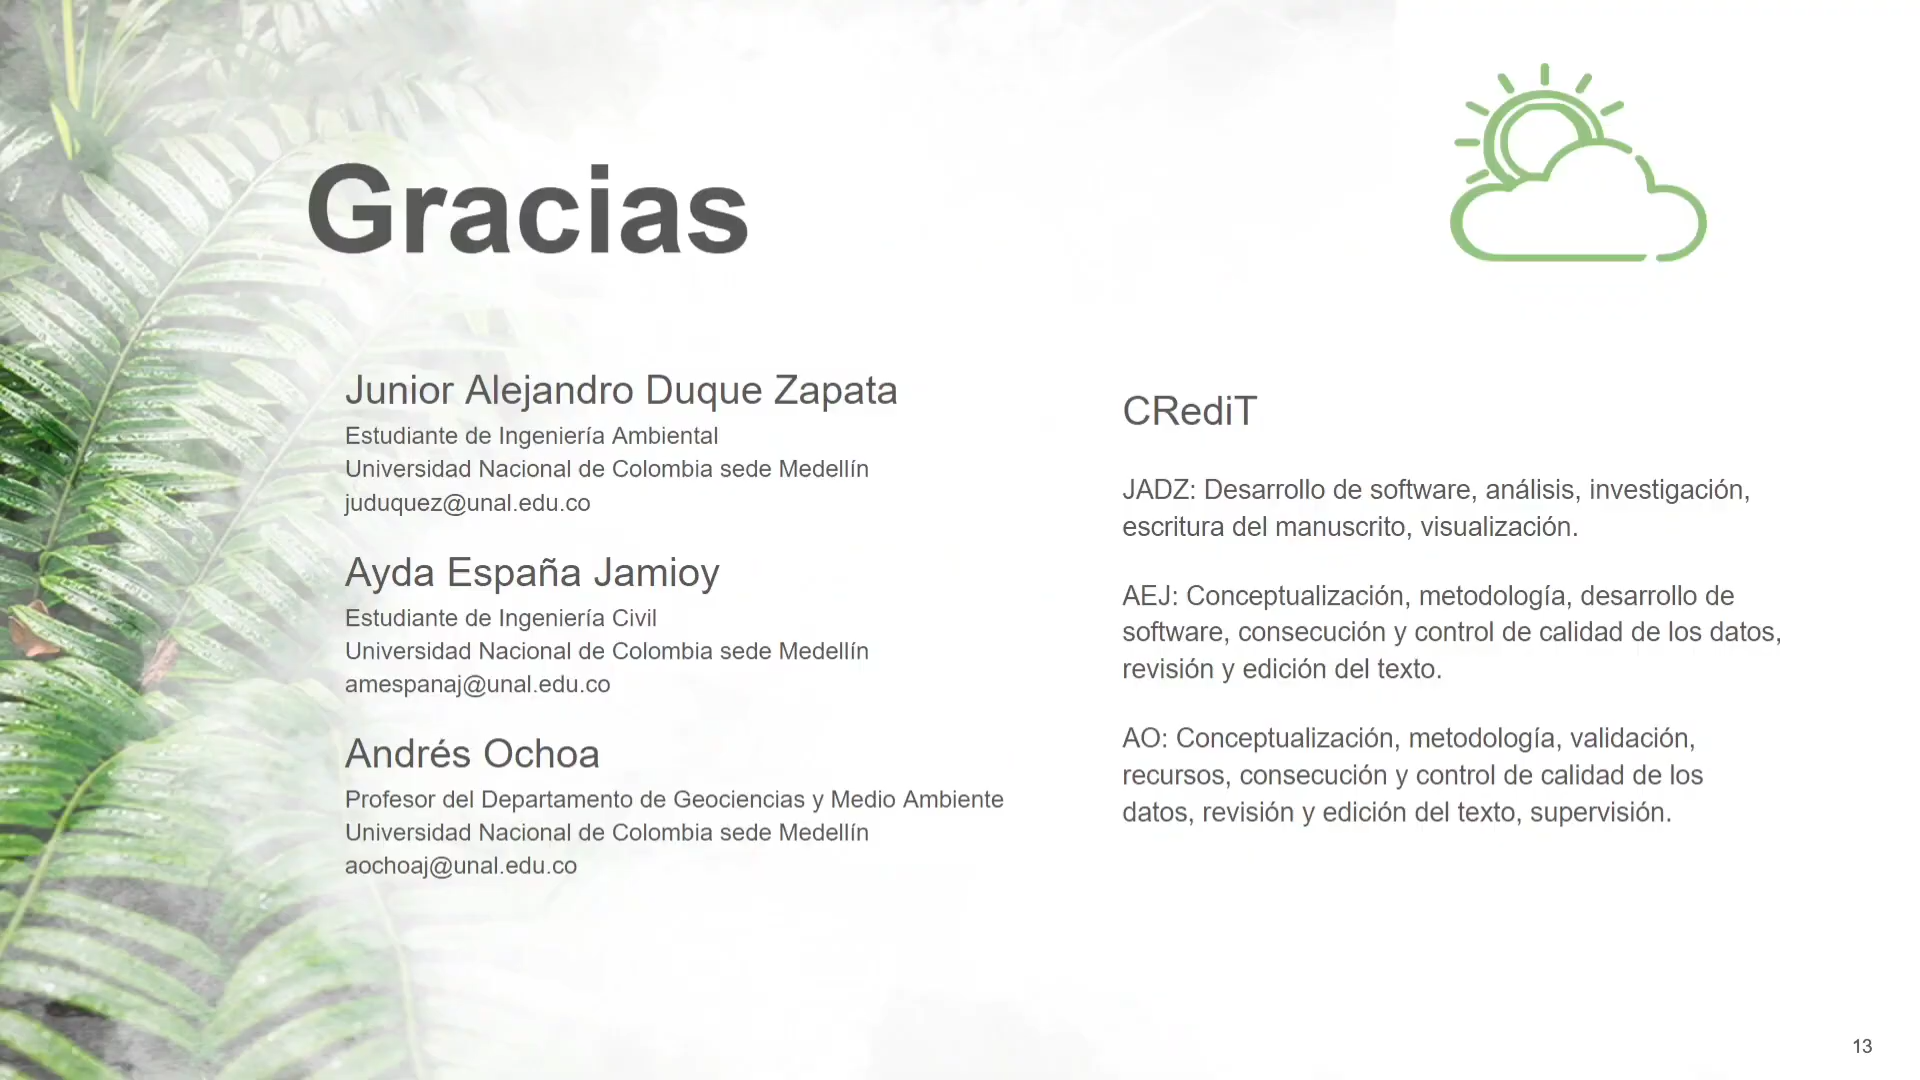 Gracias
Junior Alejandro Duque Zapata
Estudiante de Ingeniería Ambiental
Universidad Nacional de Colombia sede Medellín
juduquez@unal.edu.co
Ayda España Jamioy
Estudiante de Ingeniería Civil
Universidad Nacional de Colombia sede Medellín
amespanaj@unal.edu.co
Andrés Ochoa
Profesor del Departamento de Geociencias y Medio Ambiente
Universidad Nacional de Colombia sede Medellín
aochoaj@unal.edu.co
CRediT
JADZ: Desarrollo de software, análisis, investigación,
escritura del manuscrito, visualización.
AEJ: Conceptualización, metodología, desarrollo de
software, consecución y control de calidad de los datos,
revisión y edición del texto.
AO: Conceptualización, metodología, validación,
recursos, consecución y control de calidad de los
datos, revisión y edición del texto, supervisión.
13